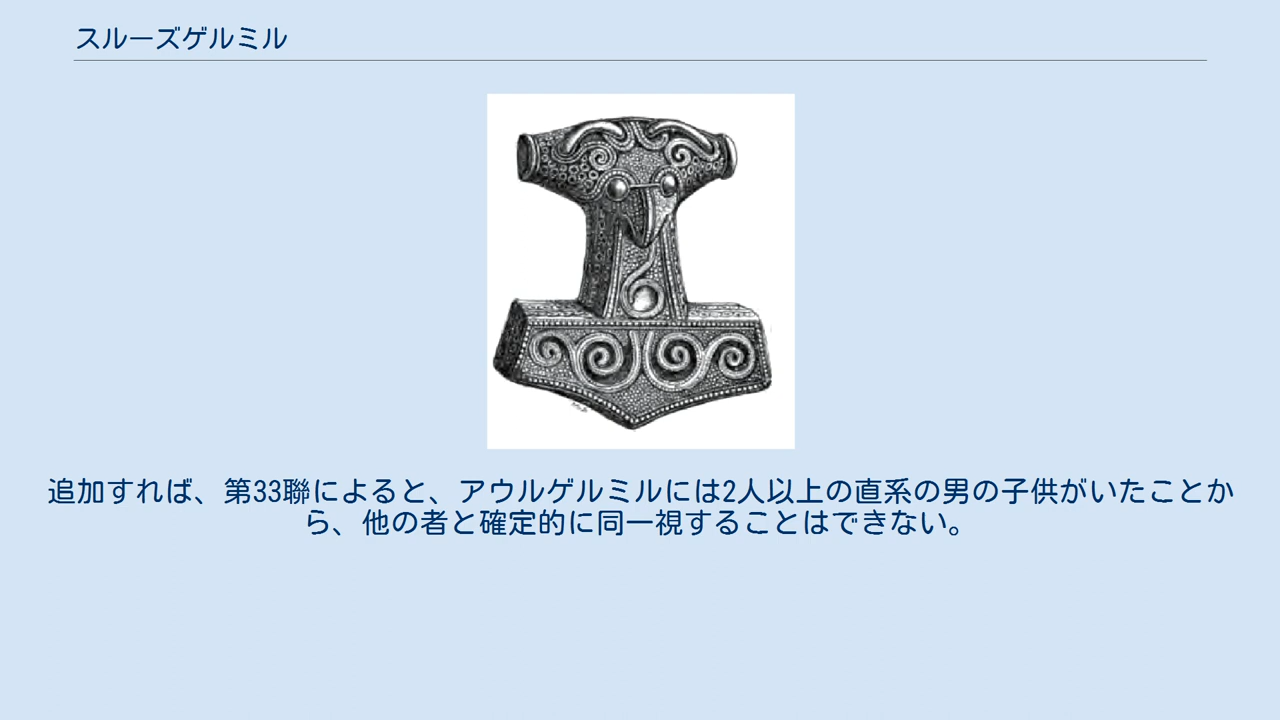 スルーズゲルミル
追加すれば、第33聯によると、アウルゲルミルには2人以上の直系の男の子供がいたことか
ら、他の者と確定的に同一視することはできない。